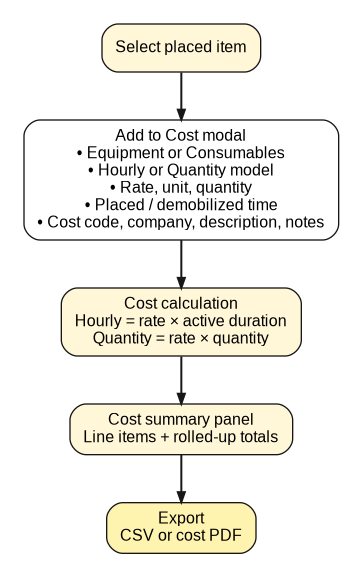 Select placed item
Add to Cost modal
• Equipment or Consumables
• Hourly or Quantity model
• Rate, unit, quantity
• Placed / demobilized time
• Cost code, company, description, notes
Cost calculation
Hourly = rate × active duration
Quantity = rate × quantity
Cost summary panel
Line items + rolled-up totals
Export
CSV or cost PDF